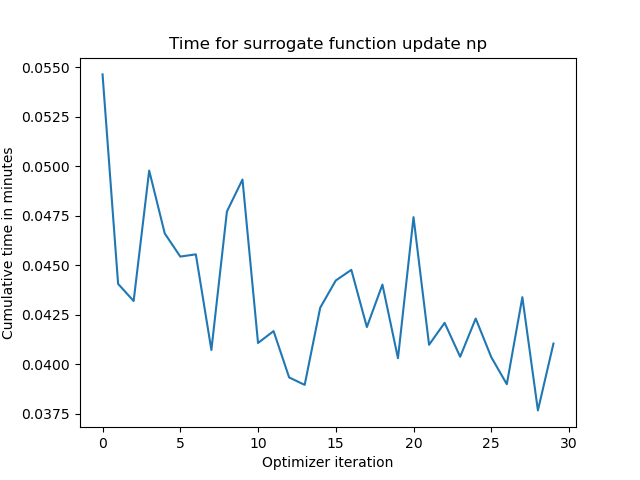 Time for surrogate function update np
Cumulative time in minutes
0.0550
0.0525
0.0500
0.0475
0.0450
0.0425
0.0400
0.0375
0 5 10 15 20 25 30
Optimizer iteration